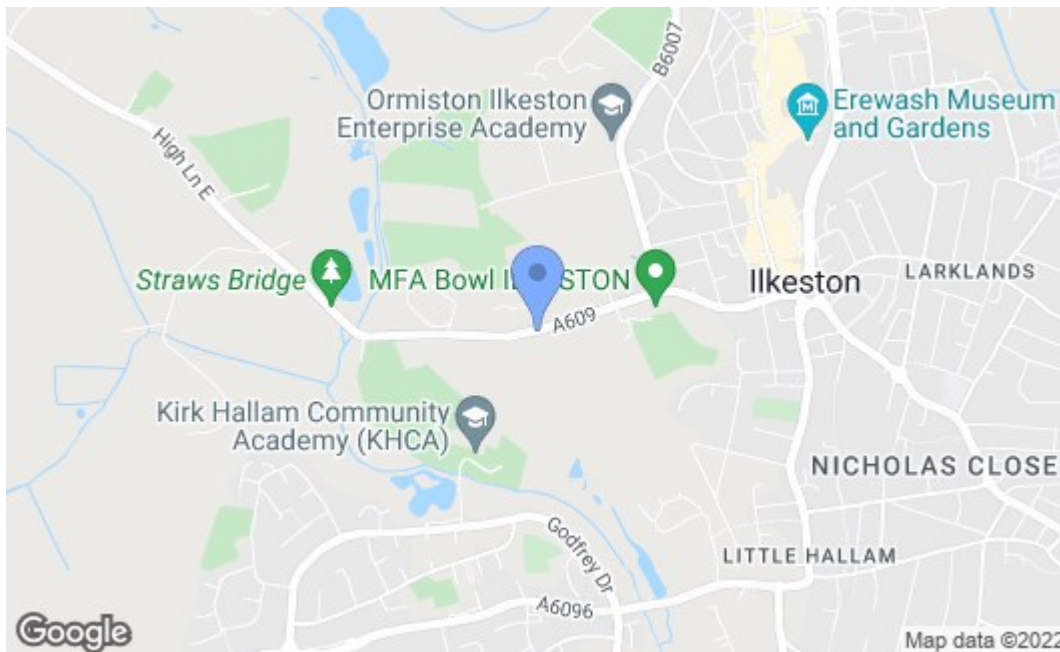 B6007
Ormiston Ilkeston
Enterprise Academy
Erewash Museum
and Gardens
High Ln E
Straws Bridge
MFA Bowl ILKESTON
Ilkeston
LARKLANDS
A609
Kirk Hallam Community
Academy (KHCA)
NICHOLAS CLOSE
Godfrey Dr
LITTLE HALLAM
A6096
Google
Map data ©2022